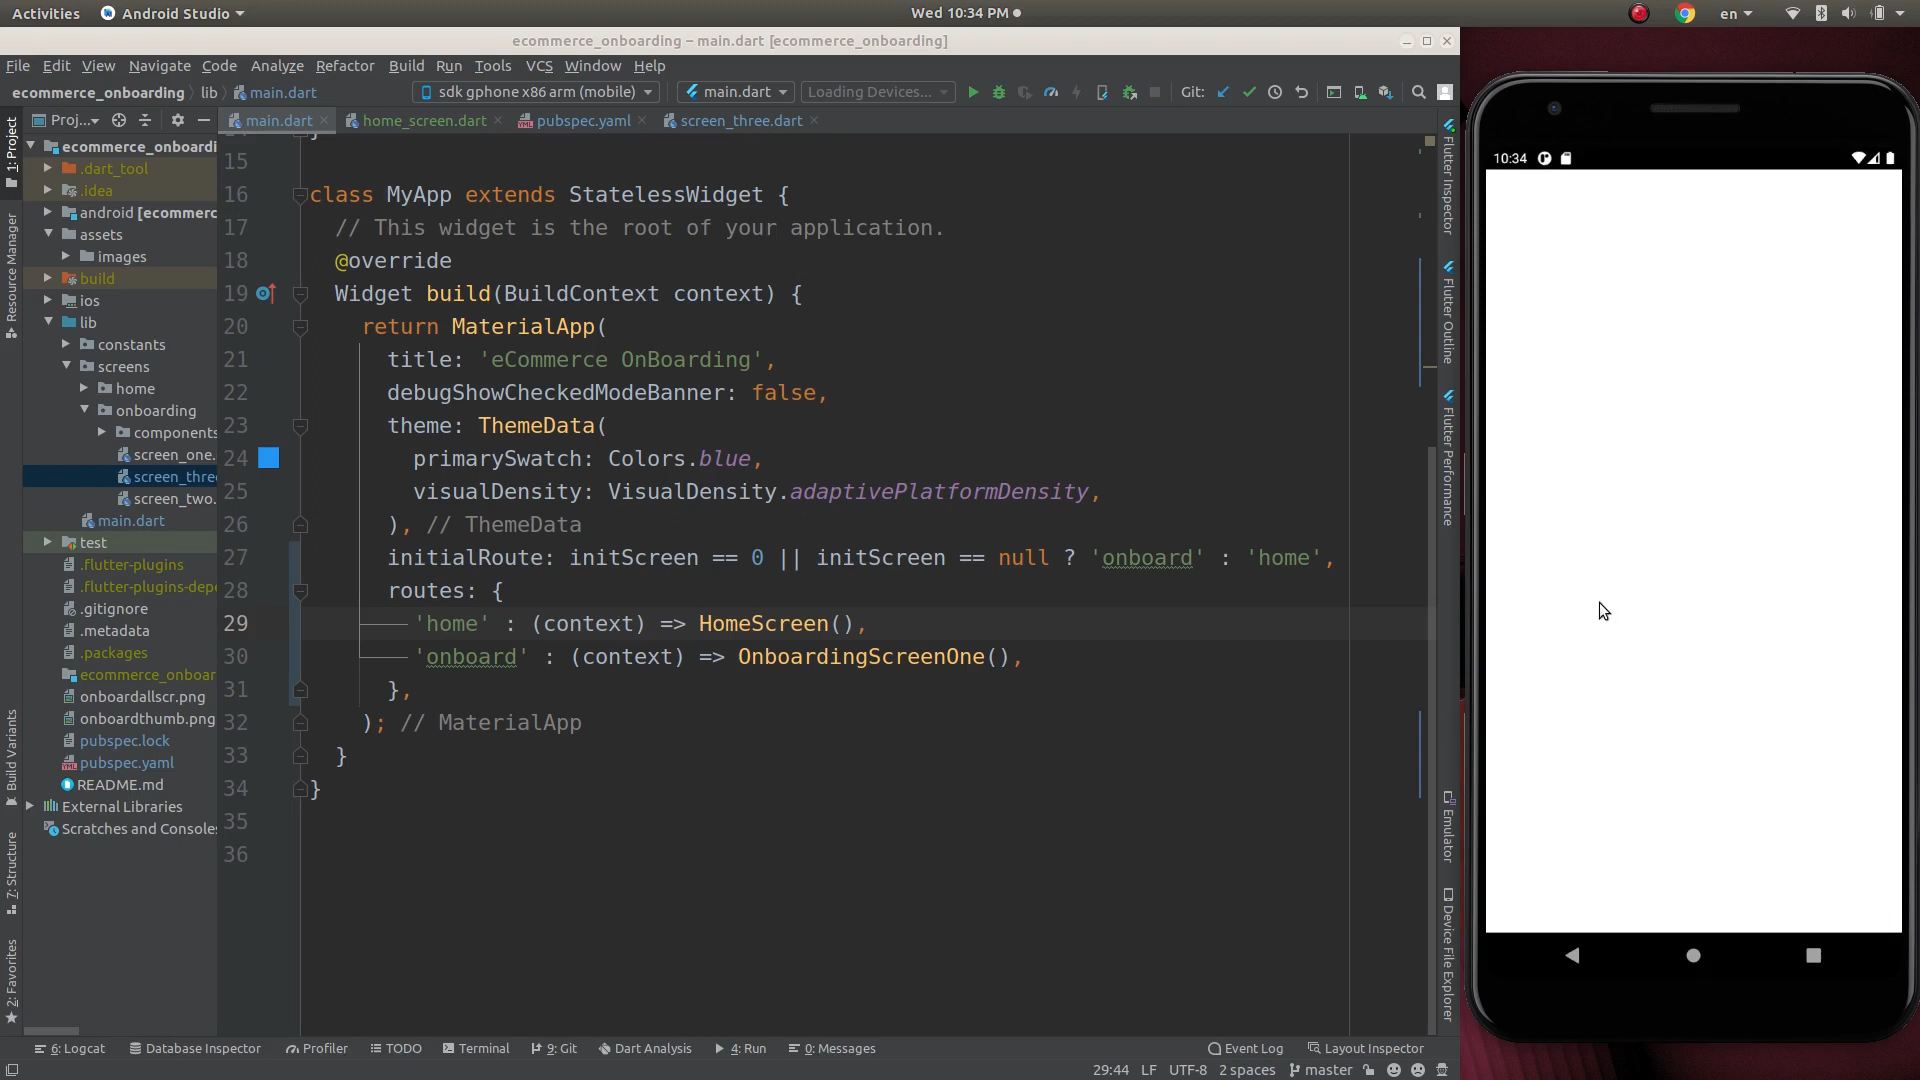 Activities Android Studio Wed 10:34 PM en
ecommerce_onboarding – main.dart [ecommerce_onboarding]
File Edit View Navigate Code Analyze Refactor Build Run Tools VCS Window Help
ecommerce_onboarding lib main.dart sdk gphone x86 arm (mobile) main.dart Loading Devices... Git:
Proj... main.dart home_screen.dart pubspec.yaml screen_three.dart
1: Project
Resource Manager
Build Variants
7: Structure
2: Favorites
ecommerce_onboardi
.dart_tool
.idea
android [ecommerc
assets
images
build
ios
lib
constants
screens
home
onboarding
components
screen_one.
screen_three
screen_two.
main.dart
test
.flutter-plugins
.flutter-plugins-depe
.gitignore
.metadata
.packages
ecommerce_onboar
onboardallscr.png
onboardthumb.png
pubspec.lock
pubspec.yaml
README.md
External Libraries
Scratches and Consoles
15
16 class MyApp extends StatelessWidget {
17 // This widget is the root of your application.
18 @override
19 Widget build(BuildContext context) {
20 return MaterialApp(
21 title: 'eCommerce OnBoarding',
22 debugShowCheckedModeBanner: false,
23 theme: ThemeData(
24 primarySwatch: Colors.blue,
25 visualDensity: VisualDensity.adaptivePlatformDensity,
26 ), // ThemeData
27 initialRoute: initScreen == 0 || initScreen == null ? 'onboard' : 'home',
28 routes: {
29 'home' : (context) => HomeScreen(),
30 'onboard' : (context) => OnboardingScreenOne(),
31 },
32 ); // MaterialApp
33 }
34 }
35
36
Flutter Inspector
Flutter Outline
Flutter Performance
Emulator
Device File Explorer
10:34
6: Logcat Database Inspector Profiler TODO Terminal 9: Git Dart Analysis 4: Run 0: Messages Event Log Layout Inspector
29:44 LF UTF-8 2 spaces master